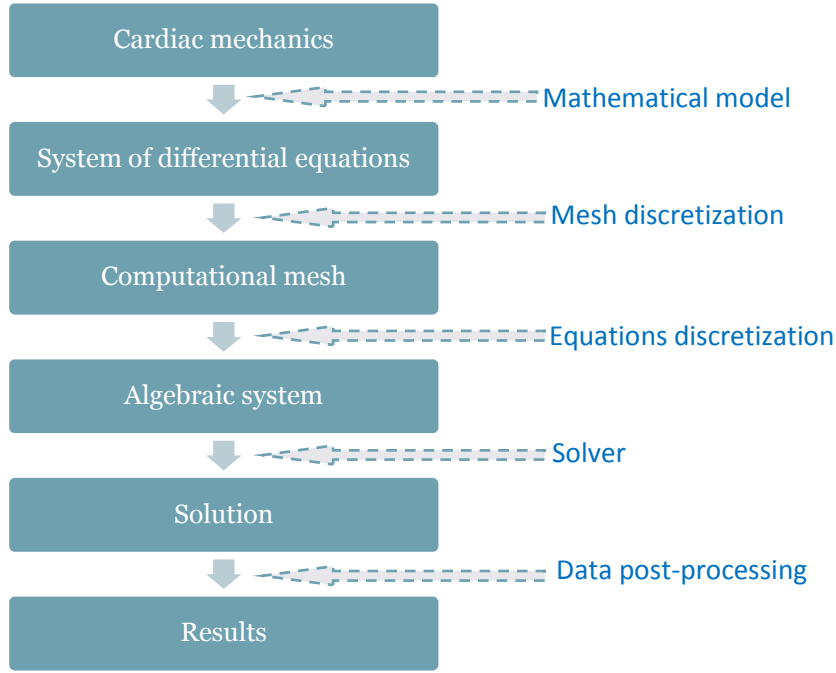 Cardiac mechanics
Mathematical model
System of differential equations
Mesh discretization
Computational mesh
Equations discretization
Algebraic system
Solver
Solution
Data post-processing
Results